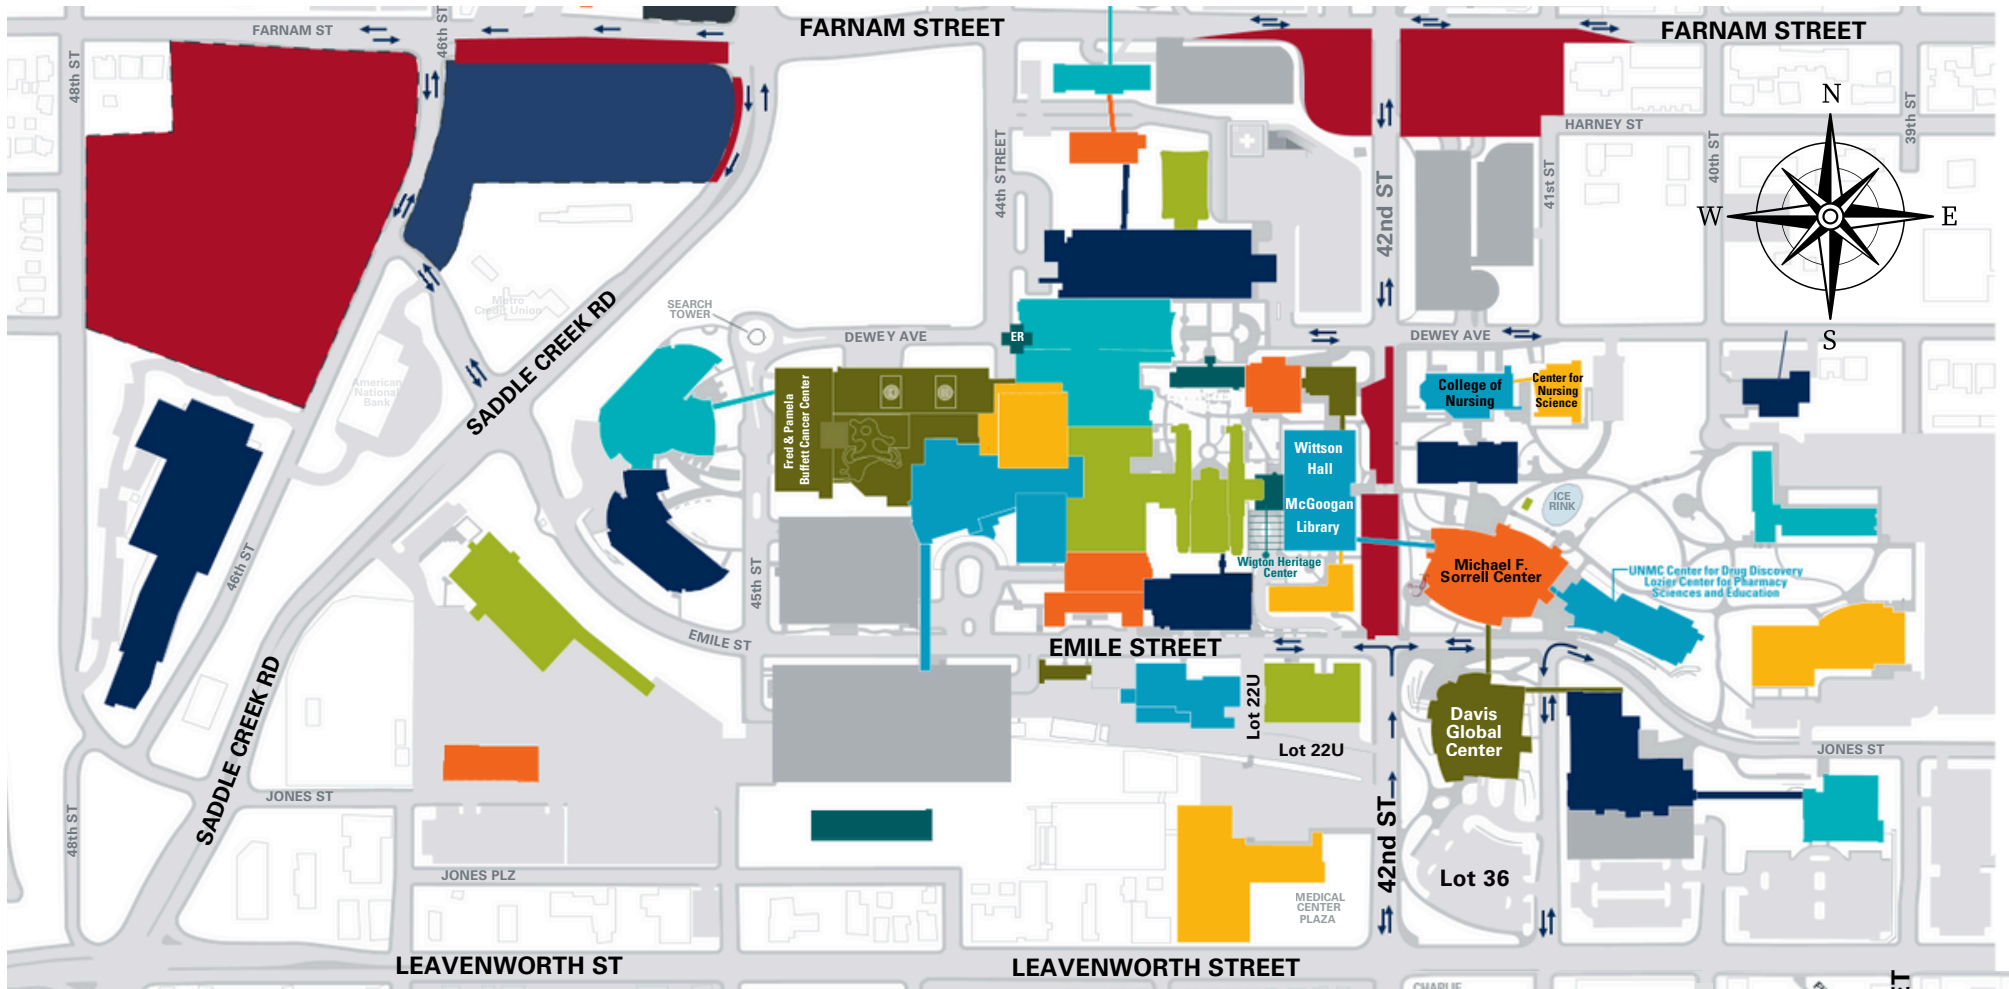 FARNAM ST
46th ST
FARNAM STREET
FARNAM STREET
48th ST
HARNEY ST
39th ST
40th ST
41st ST
44th STREET
42nd ST
N
W
E
S
SEARCH
TOWER
Metro
Credit Union
SADDLE CREEK RD
DEWEY AVE
ER
DEWEY AVE
American
National
Bank
Fred & Pamela
Buffett Cancer Center
College of
Nursing
Center for
Nursing
Science
Wittson
Hall
McGoogan
Library
ICE
RINK
Wigton Heritage
Center
Michael F.
Sorrell Center
UNMC Center for Drug Discovery
Lozier Center for Pharmacy
Sciences and Education
46th ST
45th ST
EMILE ST
EMILE STREET
Lot 22U
Lot 22U
Davis
Global
Center
JONES ST
SADDLE CREEK RD
JONES ST
48th ST
42nd ST
JONES PLZ
Lot 36
MEDICAL
CENTER
PLAZA
LEAVENWORTH ST
LEAVENWORTH STREET
CHARLIE